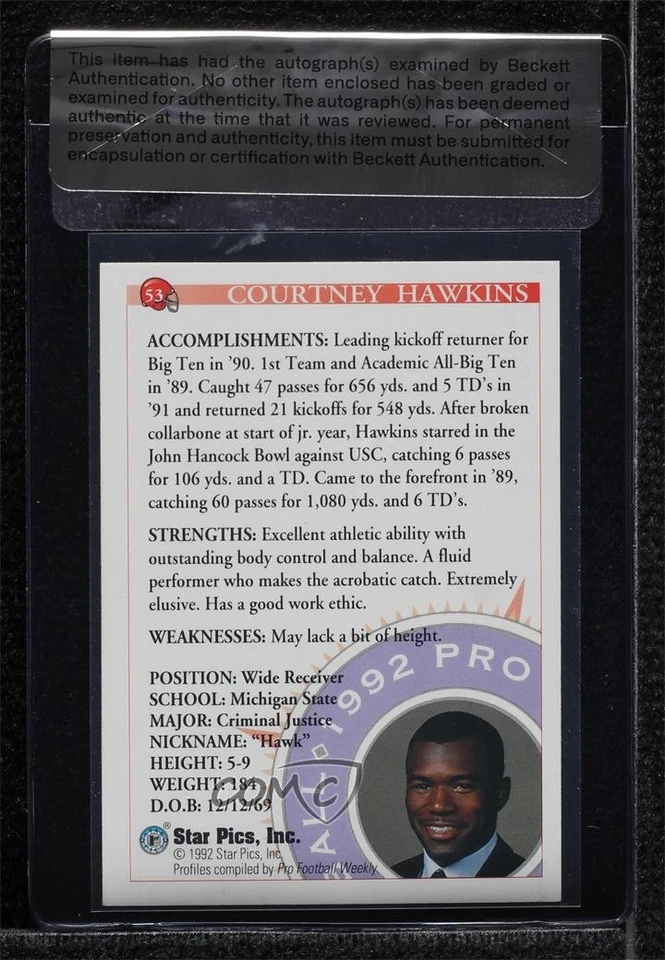 This item has had the autograph(s) examined by Beckett
Authentication. No other item enclosed has been graded or
examined for authenticity. The autograph(s) has been deemed
authentic at the time that it was reviewed. For permanent
preservation and authenticity, this item must be submitted for
encapsulation or certification with Beckett Authentication.
53
COURTNEY HAWKINS
ACCOMPLISHMENTS: Leading kickoff returner for
Big Ten in '90. 1st Team and Academic All-Big Ten
in '89. Caught 47 passes for 656 yds. and 5 TD's in
'91 and returned 21 kickoffs for 548 yds. After broken
collarbone at start of jr. year, Hawkins starred in the
John Hancock Bowl against USC, catching 6 passes
for 106 yds. and a TD. Came to the forefront in '89,
catching 60 passes for 1,080 yds. and 6 TD's.
STRENGTHS: Excellent athletic ability with
outstanding body control and balance. A fluid
performer who makes the acrobatic catch. Extremely
elusive. Has a good work ethic.
WEAKNESSES: May lack a bit of height.
1992 PRO
POSITION: Wide Receiver
SCHOOL: Michigan State
MAJOR: Criminal Justice
NICKNAME: "Hawk"
HEIGHT: 5-9
WEIGHT: 184
D.O.B: 12/12/69
COMC
® Star Pics, Inc.
© 1992 Star Pics, Inc.
Profiles compiled by Pro Football Weekly.